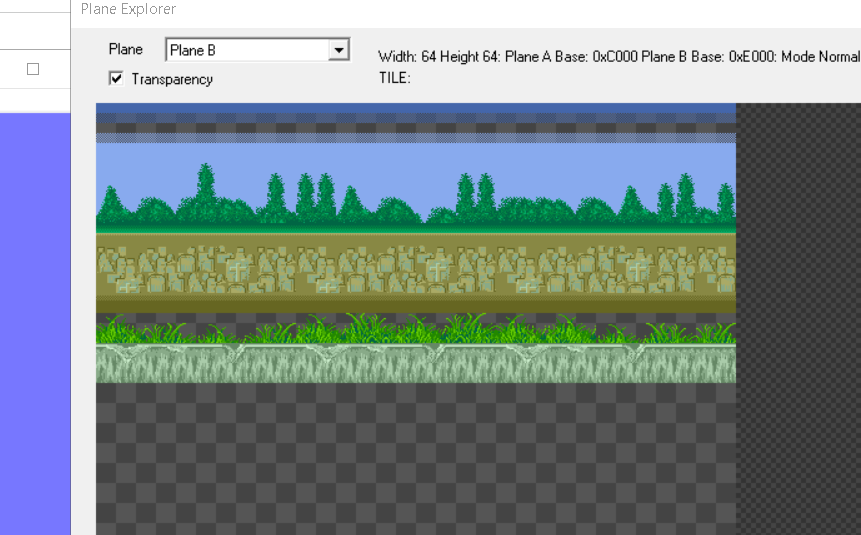 Plane Explorer
Plane
Plane B
Width: 64 Height 64: Plane A Base: 0xC000 Plane B Base: 0xE000: Mode Normal
Transparency
TILE: